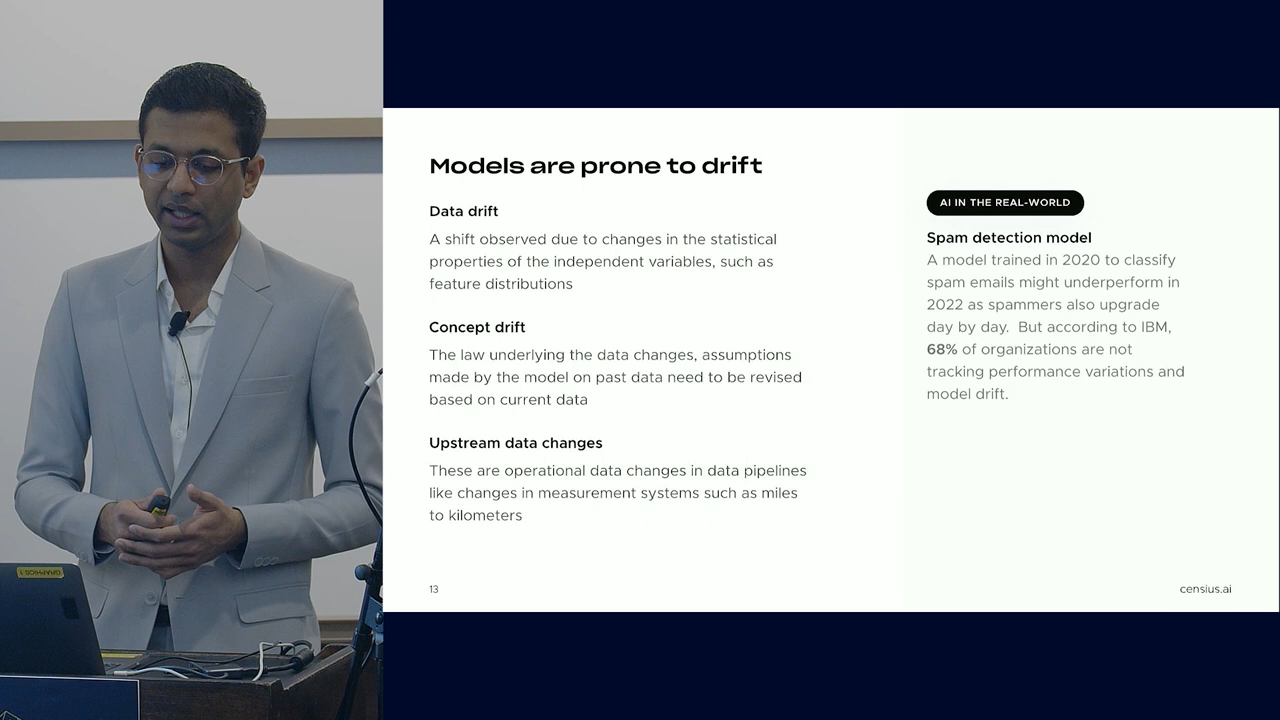 Models are prone to drift
Data drift
A shift observed due to changes in the statistical
properties of the independent variables, such as
feature distributions
Concept drift
The law underlying the data changes, assumptions
made by the model on past data need to be revised
based on current data
Upstream data changes
These are operational data changes in data pipelines
like changes in measurement systems such as miles
to kilometers
AI IN THE REAL-WORLD
Spam detection model
A model trained in 2020 to classify
spam emails might underperform in
2022 as spammers also upgrade
day by day.  But according to IBM,
68% of organizations are not
tracking performance variations and
model drift.
13
censius.ai
GRAPHICS 1